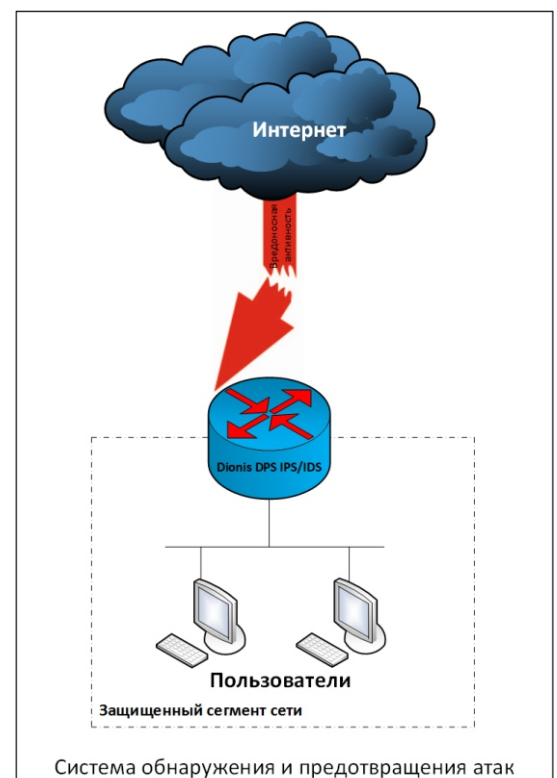 Интернет
Вредоносная
активность
Dionis DPS IPS/IDS
Пользователи
Защищенный сегмент сети
Система обнаружения и предотвращения атак